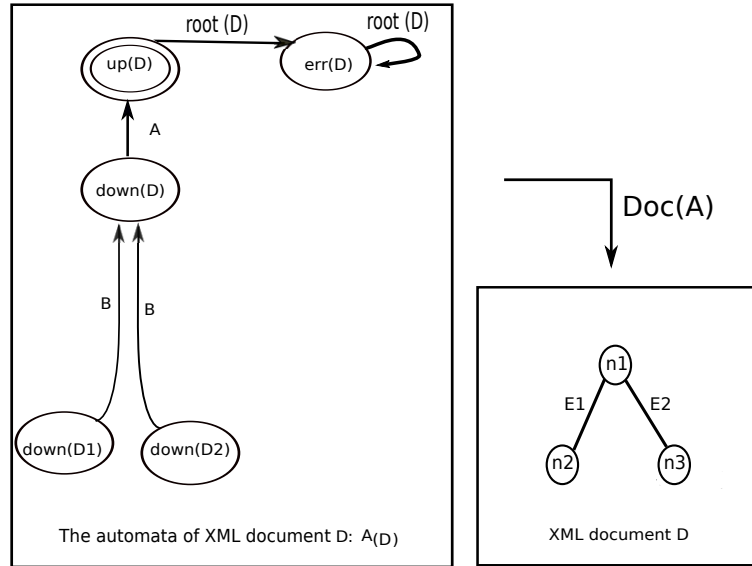 root (D)
root (D)
up(D)
err(D)
A
down(D)
B
B
down(D1)
down(D2)
The automata of XML document D: A(D)
Doc(A)
n1
E1
E2
n2
n3
XML document D